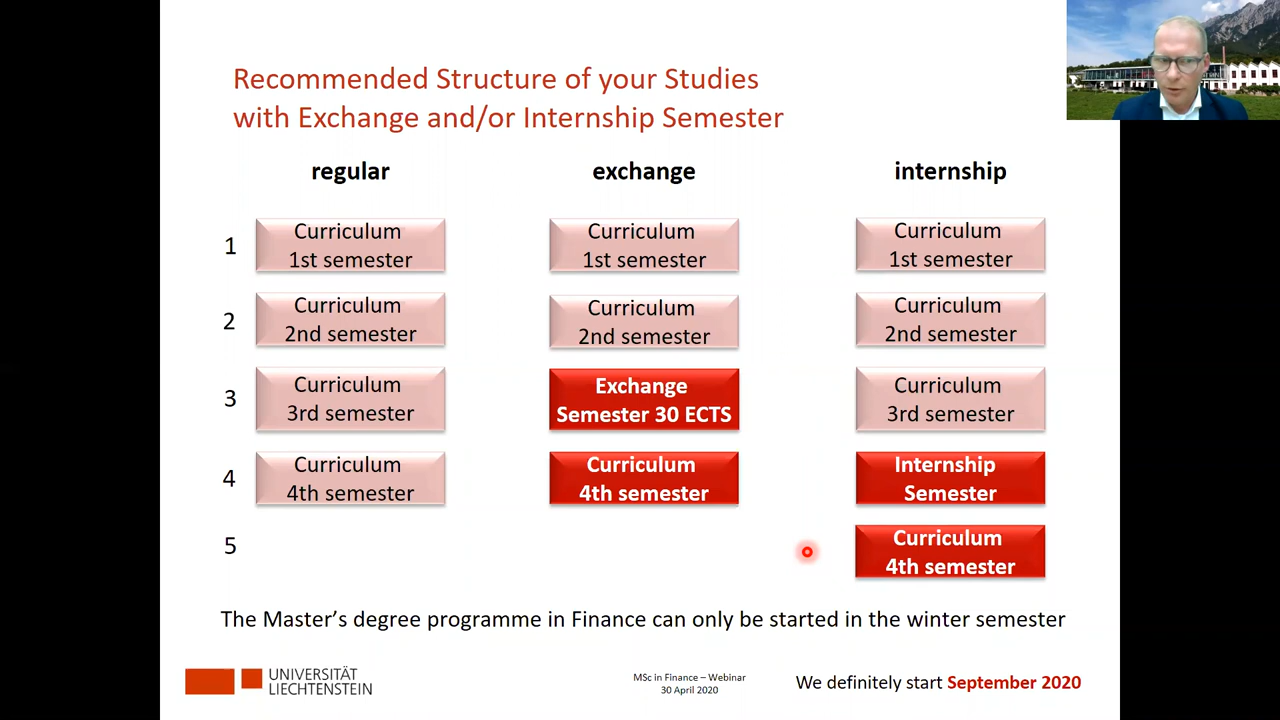 Recommended Structure of your Studies
with Exchange and/or Internship Semester
regular
exchange
internship
1
Curriculum
1st semester
Curriculum
1st semester
Curriculum
1st semester
2
Curriculum
2nd semester
Curriculum
2nd semester
Curriculum
2nd semester
3
Curriculum
3rd semester
Exchange
Semester 30 ECTS
Curriculum
3rd semester
4
Curriculum
4th semester
Curriculum
4th semester
Internship
Semester
5
Curriculum
4th semester
The Master's degree programme in Finance can only be started in the winter semester
UNIVERSITÄT
LIECHTENSTEIN
MSc in Finance – Webinar
30 April 2020
We definitely start September 2020